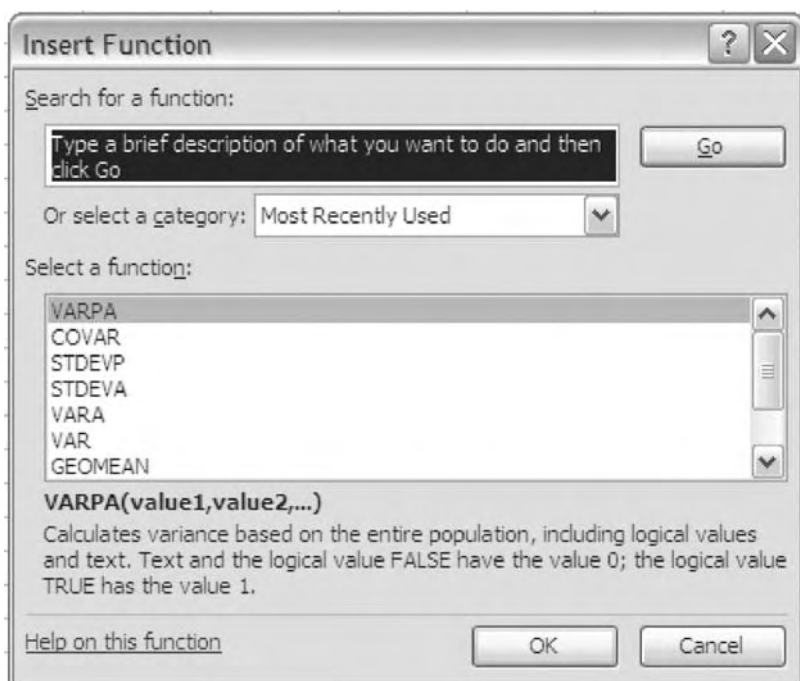 Insert Function
?
Search for a function:
Type a brief description of what you want to do and then
click Go
Go
Or select a category:
Most Recently Used
Select a function:
VARPA
COVAR
STDEVP
STDEVA
VARA
VAR
GEOMEAN
VARPA(value1,value2,...)
Calculates variance based on the entire population, including logical values
and text. Text and the logical value FALSE have the value 0; the logical value
TRUE has the value 1.
Help on this function
OK
Cancel